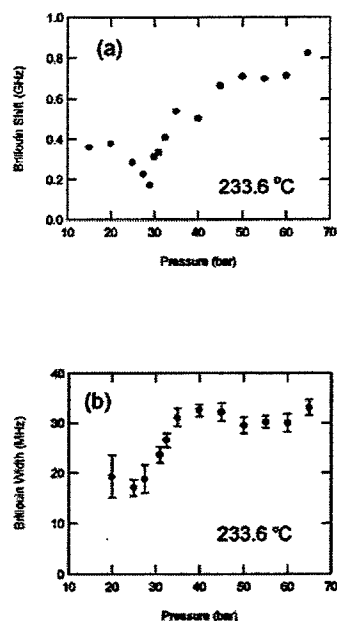 (a)
Brillouin Shift (GHz)
1.0
0.8
0.6
0.4
0.2
0.0
233.6 °C
10 20 30 40 50 60 70
Pressure (bar)
(b)
Brillouin Width (MHz)
40
30
20
10
0
233.6 °C
10 20 30 40 50 60 70
Pressure (bar)